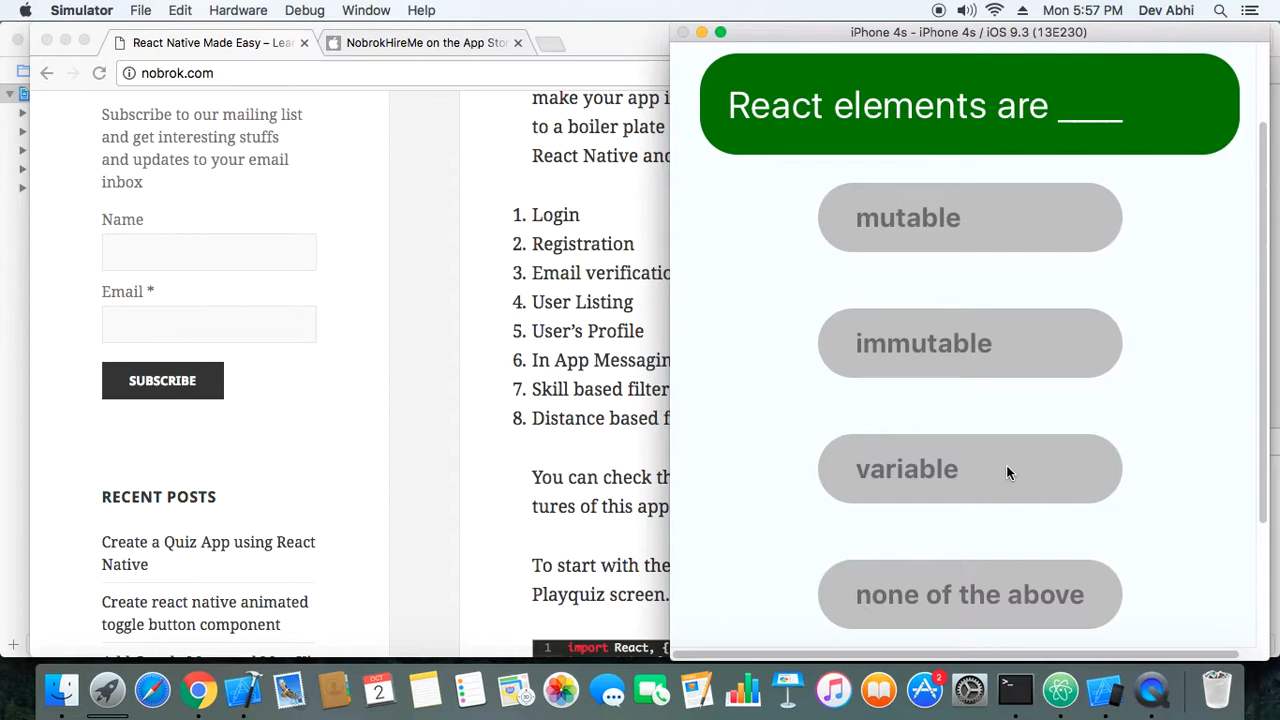 Simulator File Edit Hardware Debug Window Help Mon 5:57 PM Dev Abhi
React Native Made Easy – Lea
NobrokHireMe on the App Sto
nobrok.com
Subscribe to our mailing list
and get interesting stuffs
and updates to your email
inbox
Name
Email *
SUBSCRIBE
RECENT POSTS
Create a Quiz App using React
Native
Create react native animated
toggle button component
make your app i
to a boiler plate
React Native and
1. Login
2. Registration
3. Email verificatio
4. User Listing
5. User’s Profile
6. In App Messagin
7. Skill based filter
8. Distance based f
You can check th
tures of this app
To start with the
Playquiz screen.
1 import React, {
iPhone 4s - iPhone 4s / iOS 9.3 (13E230)
React elements are ____
mutable
immutable
variable
none of the above
OCT
2
2